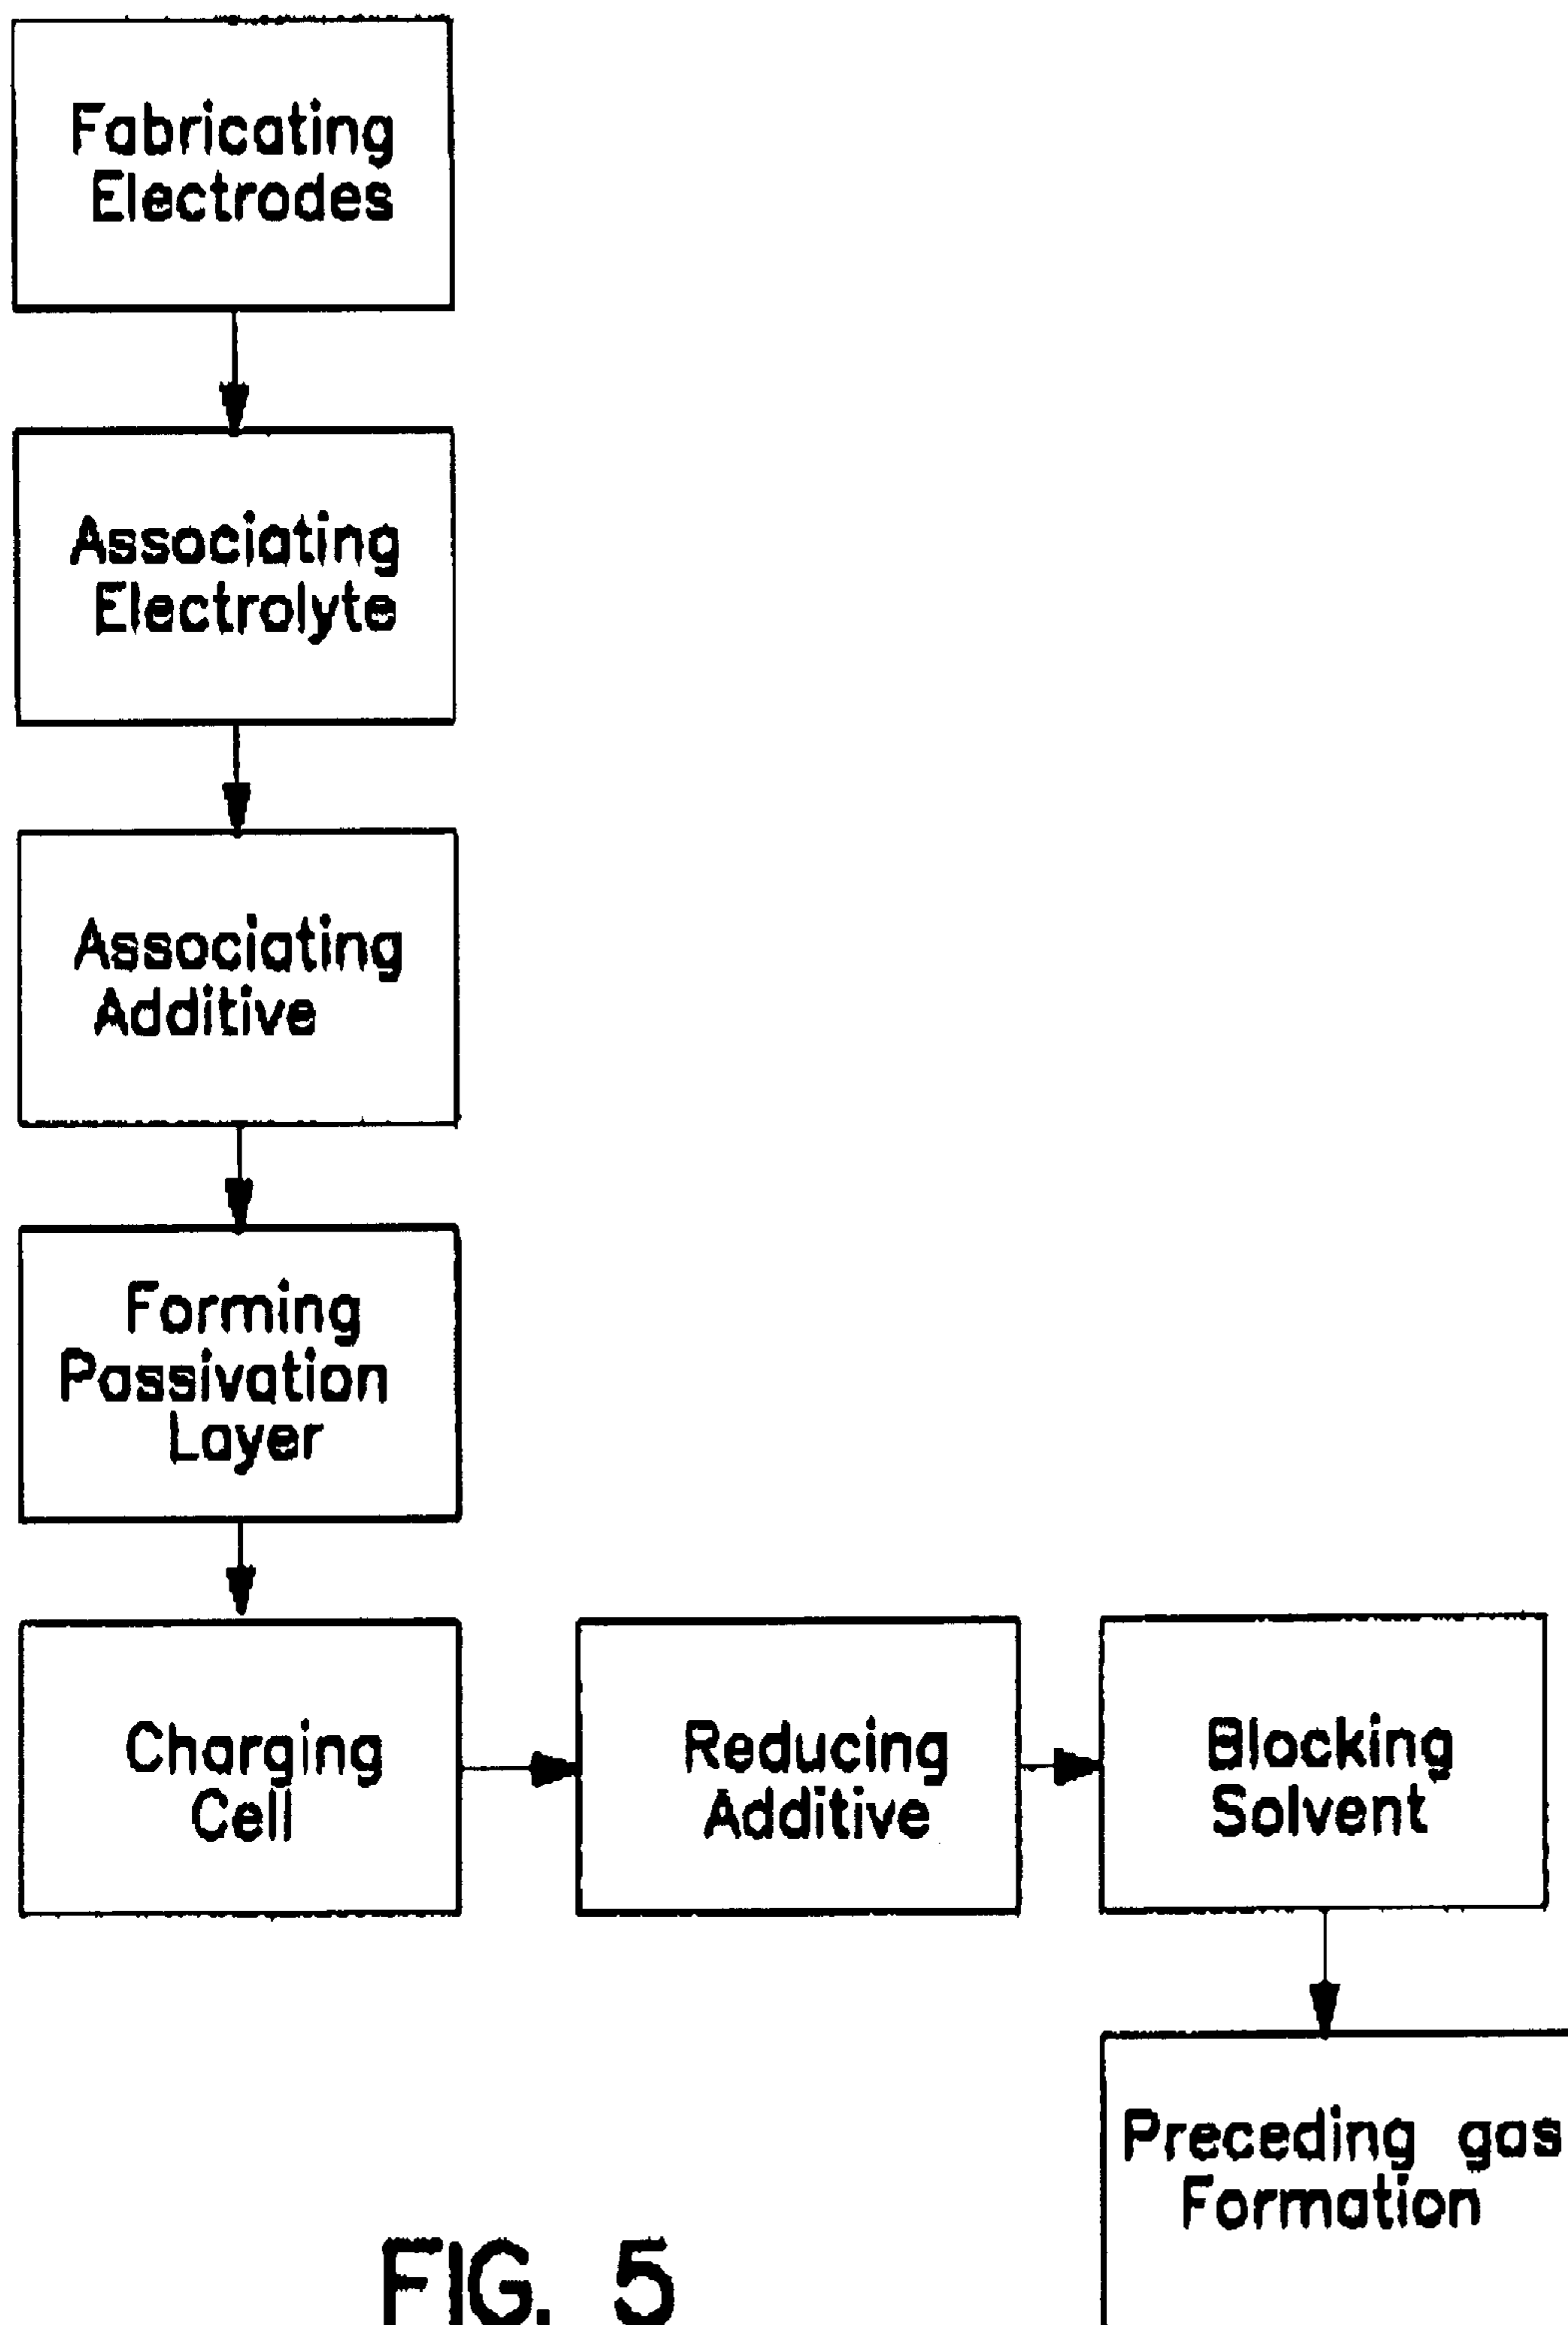 Fabricating
Electrodes
Associating
Electrolyte
Associating
Additive
Forming
Passivation
Layer
Charging
Cell
Reducing
Additive
Blocking
Solvent
Preceding gas
Formation
FIG. 5